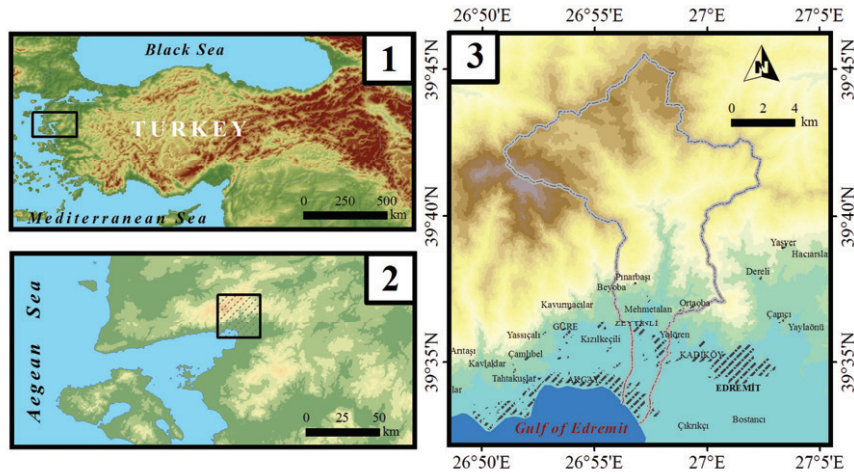 1
Black Sea
TURKEY
Mediterranean Sea
0 250 500
km
2
Aegean Sea
0 25 50
km
26°50'E 26°55'E 27°E 27°5'E
3
N
0 2 4
km
39°45'N 39°45'N
39°40'N 39°40'N
39°35'N 39°35'N
Yaşyer
Hacıarslar
Dereli
Pınarbaşı
Beyoba
Kavurmacılar
Mehmetalan
Ortaoba
Çamcı
Yaylaönü
GÜRE
ZEYTİNLİ
Yassıçalı
Kızılkeçili
Yolören
Arıtaşı
Kavlaklar
Çamlıbel
KADIKÖY
Tahtakuşlar
AKÇAY
EDREMİT
lar
Gulf of Edremit
Çıkrıkçı
Bostancı
26°50'E 26°55'E 27°E 27°5'E